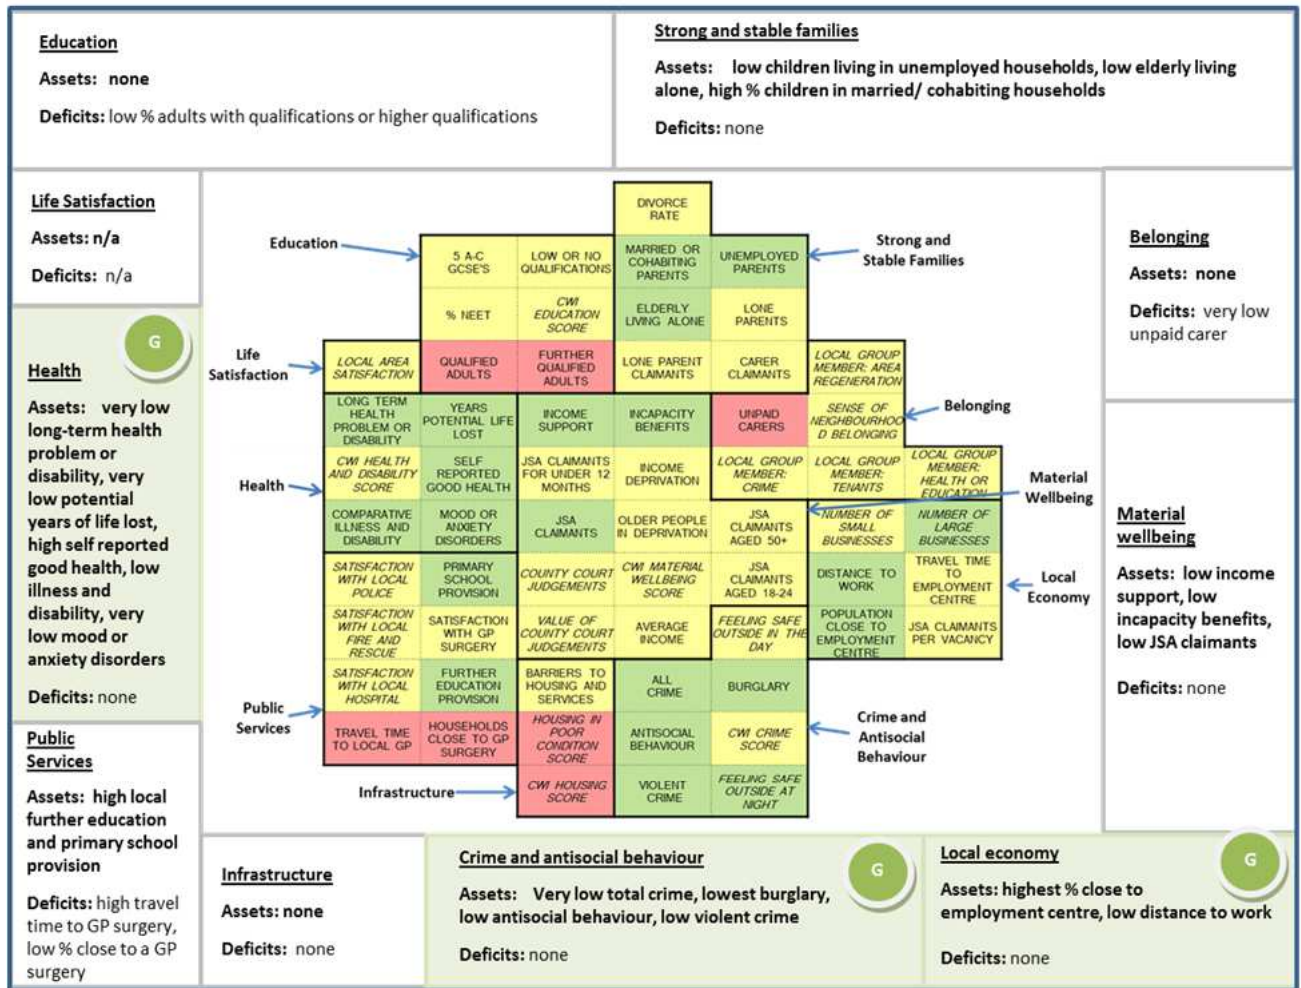 Education
Assets: none
Deficits: low % adults with qualifications or higher qualifications
Strong and stable families
Assets: low children living in unemployed households, low elderly living
alone, high % children in married/ cohabiting households
Deficits: none
Life Satisfaction
Assets: n/a
Deficits: n/a
G
Health
Assets: very low
long-term health
problem or
disability, very
low potential
years of life lost,
high self reported
good health, low
illness and
disability, very
low mood or
anxiety disorders
Deficits: none
Public
Services
Assets: high local
further education
and primary school
provision
Deficits: high travel
time to GP surgery,
low % close to a GP
surgery
Education
Life
Satisfaction
Health
Public
Services
Infrastructure
DIVORCE
RATE
5 A-C
GCSE'S
LOW OR NO
QUALIFICATIONS
MARRIED OR
COHABITING
PARENTS
UNEMPLOYED
PARENTS
% NEET
CWI
EDUCATION
SCORE
ELDERLY
LIVING ALONE
LONE
PARENTS
LOCAL AREA
SATISFACTION
QUALIFIED
ADULTS
FURTHER
QUALIFIED
ADULTS
LONE PARENT
CLAIMANTS
CARER
CLAIMANTS
LOCAL GROUP
MEMBER: AREA
REGENERATION
LONG TERM
HEALTH
PROBLEM OR
DISABILITY
YEARS
POTENTIAL LIFE
LOST
INCOME
SUPPORT
INCAPACITY
BENEFITS
UNPAID
CARERS
SENSE OF
NEIGHBOURHOO
D BELONGING
CWI HEALTH
AND DISABILITY
SCORE
SELF
REPORTED
GOOD HEALTH
JSA CLAIMANTS
FOR UNDER 12
MONTHS
INCOME
DEPRIVATION
LOCAL GROUP
MEMBER:
CRIME
LOCAL GROUP
MEMBER:
TENANTS
LOCAL GROUP
MEMBER:
HEALTH OR
EDUCATION
COMPARATIVE
ILLNESS AND
DISABILITY
MOOD OR
ANXIETY
DISORDERS
JSA
CLAIMANTS
OLDER PEOPLE
IN DEPRIVATION
JSA
CLAIMANTS
AGED 50+
NUMBER OF
SMALL
BUSINESSES
NUMBER OF
LARGE
BUSINESSES
SATISFACTION
WITH LOCAL
POLICE
PRIMARY
SCHOOL
PROVISION
COUNTY COURT
JUDGEMENTS
CWI MATERIAL
WELLBEING
SCORE
JSA
CLAIMANTS
AGED 18-24
DISTANCE TO
WORK
TRAVEL TIME
TO
EMPLOYMENT
CENTRE
SATISFACTION
WITH LOCAL
FIRE AND
RESCUE
SATISFACTION
WITH GP
SURGERY
VALUE OF
COUNTY COURT
JUDGEMENTS
AVERAGE
INCOME
FEELING SAFE
OUTSIDE IN THE
DAY
POPULATION
CLOSE TO
EMPLOYMENT
CENTRE
JSA CLAIMANTS
PER VACANCY
SATISFACTION
WITH LOCAL
HOSPITAL
FURTHER
EDUCATION
PROVISION
BARRIERS TO
HOUSING AND
SERVICES
ALL
CRIME
BURGLARY
TRAVEL TIME
TO LOCAL GP
HOUSEHOLDS
CLOSE TO GP
SURGERY
HOUSING IN
POOR
CONDITION
SCORE
ANTISOCIAL
BEHAVIOUR
CWI CRIME
SCORE
CWI HOUSING
SCORE
VIOLENT
CRIME
FEELING SAFE
OUTSIDE AT
NIGHT
Strong and
Stable Families
Belonging
Material
Wellbeing
Local
Economy
Crime and
Antisocial
Behaviour
Belonging
Assets: none
Deficits: very low
unpaid carer
Material
wellbeing
Assets: low income
support, low
incapacity benefits,
low JSA claimants
Deficits: none
Infrastructure
Assets: none
Deficits: none
Crime and antisocial behaviour
G
Assets: Very low total crime, lowest burglary,
low antisocial behaviour, low violent crime
Deficits: none
Local economy
G
Assets: highest % close to
employment centre, low distance to work
Deficits: none